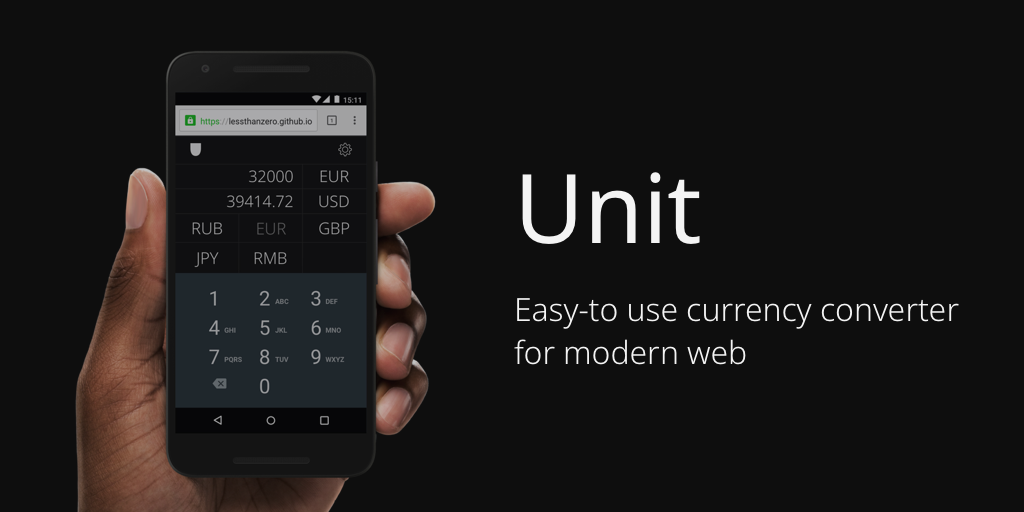 15:11
https://lessthanzero.github.io
1
32000 EUR
39414.72 USD
RUB EUR GBP
JPY RMB
1 2 ABC 3 DEF
4 GHI 5 JKL 6 MNO
7 PQRS 8 TUV 9 WXYZ
0
Unit
Easy-to use currency converter
for modern web